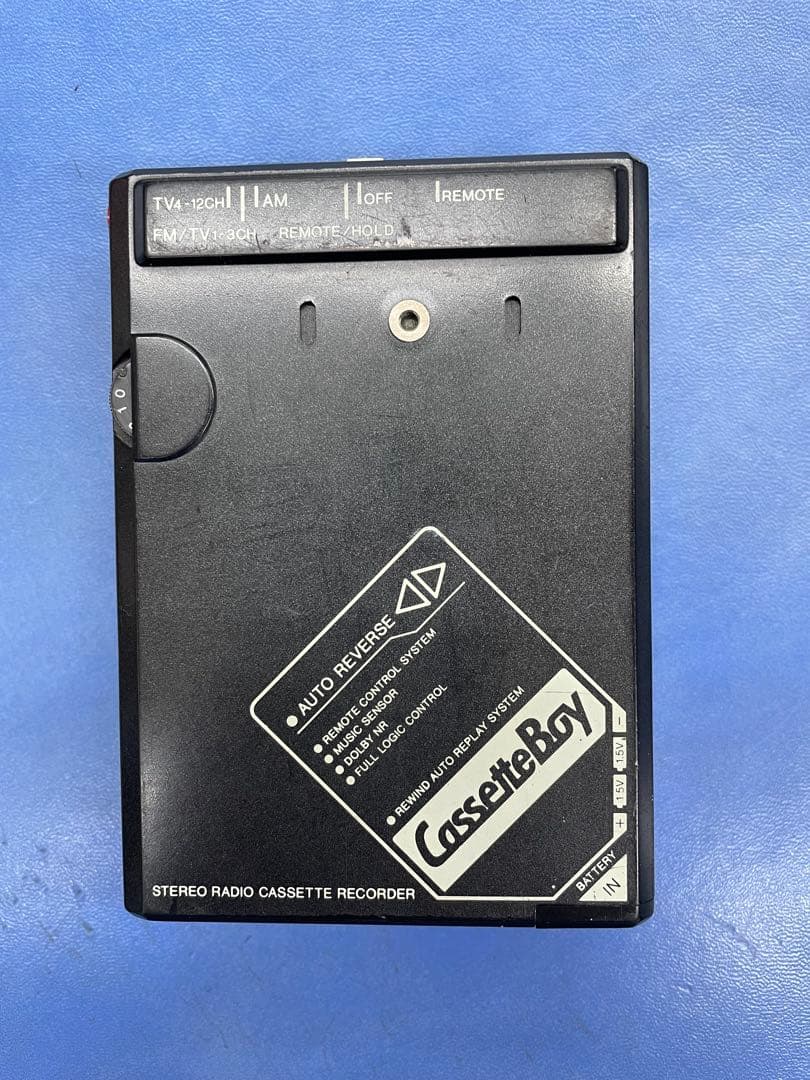 TV4-12CH AM OFF REMOTE
FM/TV1-3CH REMOTE/HOLD
AUTO REVERSE
REMOTE CONTROL SYSTEM
MUSIC SENSOR
DOLBY NR
FULL LOGIC CONTROL
REWIND AUTO REPLAY SYSTEM
CassetteBoy
- 1.5V 1.5V +
BATTERY
IN
STEREO RADIO CASSETTE RECORDER